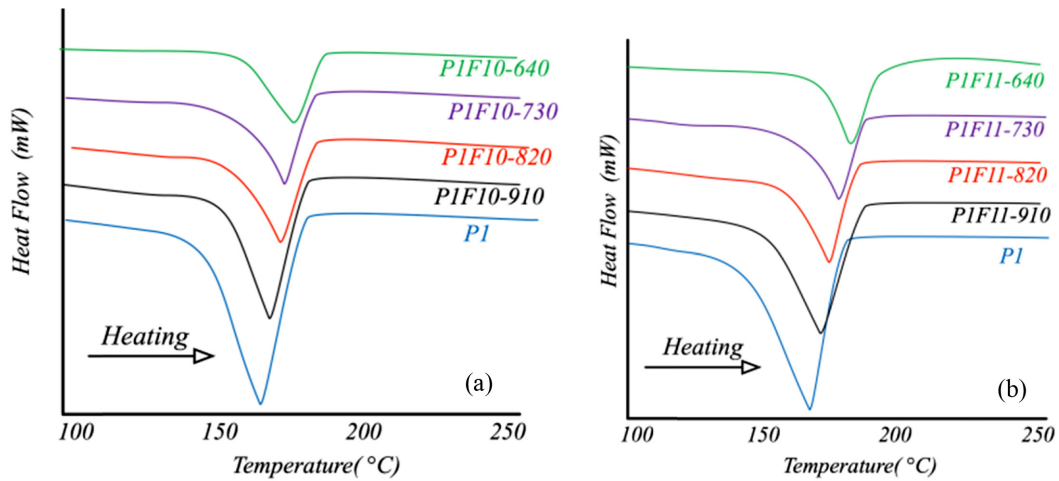 Heat Flow (mW)
P1F10-640
P1F10-730
P1F10-820
P1F10-910
P1
Heating
(a)
100 150 200 250
Temperature( °C)
Heat Flow (mW)
P1F11-640
P1F11-730
P1F11-820
P1F11-910
P1
Heating
(b)
100 150 200 250
Temperature( °C)